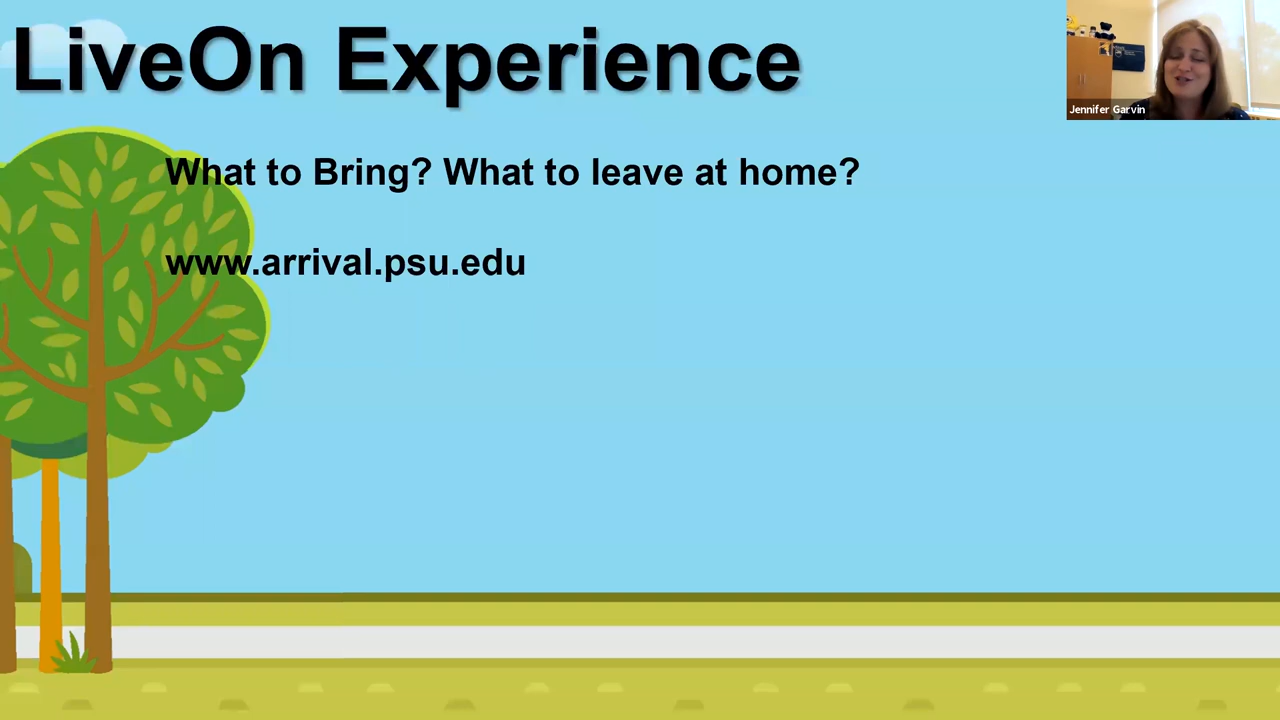 LiveOn Experience
Jennifer Garvin
What to Bring? What to leave at home?
www.arrival.psu.edu